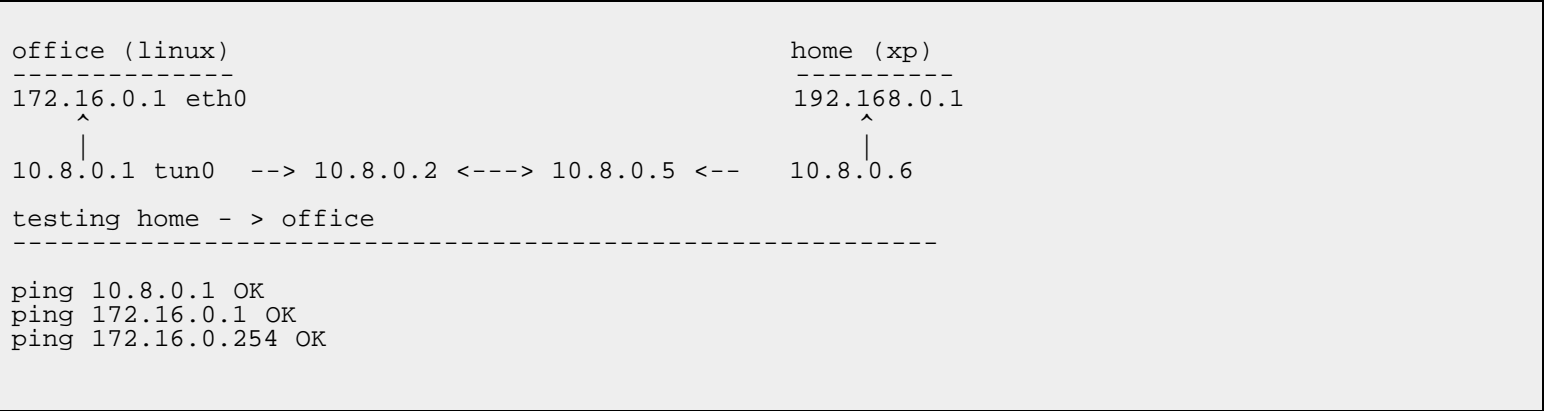 office (linux)                                   home (xp)
--------------                                   ----------
172.16.0.1 eth0                                  192.168.0.1
    ^                                                ^
    |                                                |
10.8.0.1 tun0  --> 10.8.0.2 <---> 10.8.0.5 <--   10.8.0.6
testing home - > office
----------------------------------------------------------
ping 10.8.0.1 OK
ping 172.16.0.1 OK
ping 172.16.0.254 OK